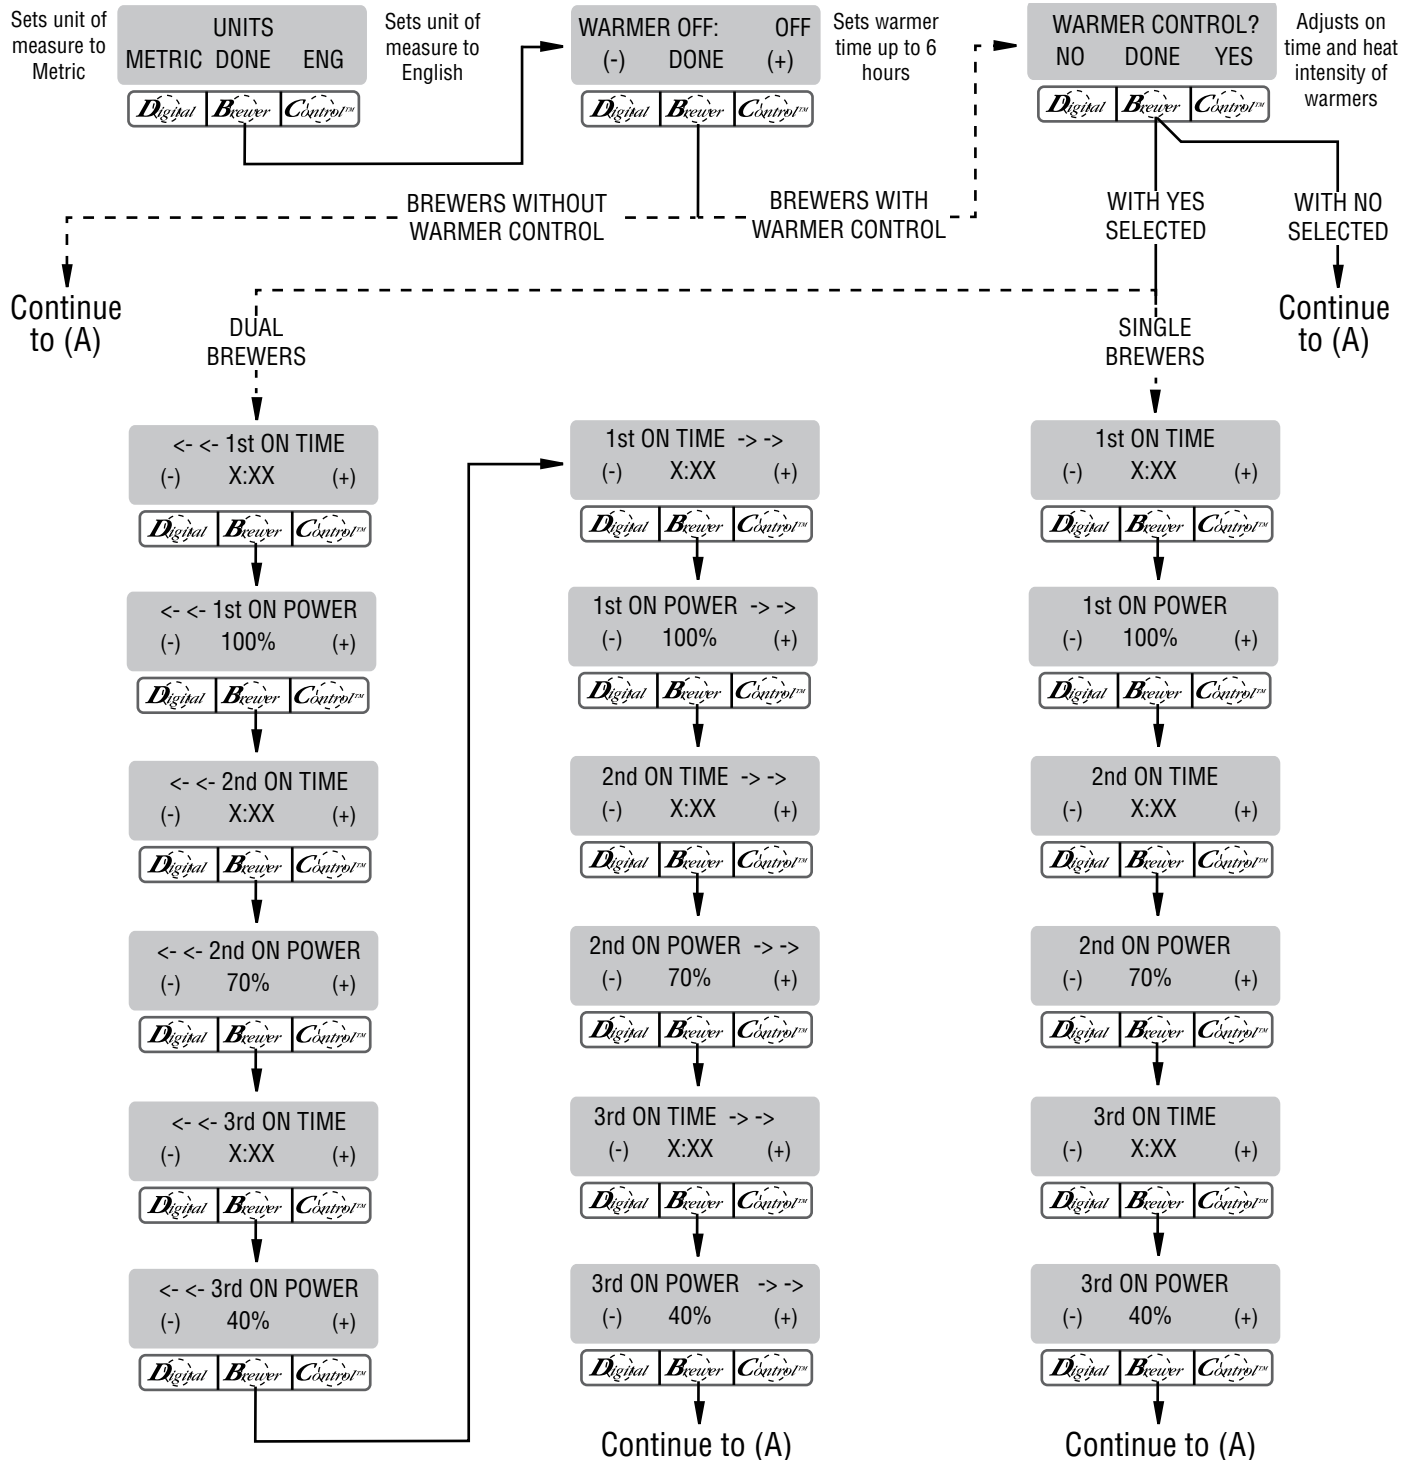 Sets unit of
measure to
Metric
UNITS
METRIC DONE ENG
Digital Brewer Control™
Sets unit of
measure to
English
WARMER OFF: OFF
(-) DONE (+)
Digital Brewer Control™
Sets warmer
time up to 6
hours
WARMER CONTROL?
NO DONE YES
Digital Brewer Control™
Adjusts on
time and heat
intensity of
warmers
BREWERS WITHOUT
WARMER CONTROL
BREWERS WITH
WARMER CONTROL
WITH YES
SELECTED
WITH NO
SELECTED
Continue
to (A)
Continue
to (A)
DUAL
BREWERS
SINGLE
BREWERS
<- <- 1st ON TIME
(-) X:XX (+)
Digital Brewer Control™
<- <- 1st ON POWER
(-) 100% (+)
Digital Brewer Control™
<- <- 2nd ON TIME
(-) X:XX (+)
Digital Brewer Control™
<- <- 2nd ON POWER
(-) 70% (+)
Digital Brewer Control™
<- <- 3rd ON TIME
(-) X:XX (+)
Digital Brewer Control™
<- <- 3rd ON POWER
(-) 40% (+)
Digital Brewer Control™
1st ON TIME -> ->
(-) X:XX (+)
Digital Brewer Control™
1st ON POWER -> ->
(-) 100% (+)
Digital Brewer Control™
2nd ON TIME -> ->
(-) X:XX (+)
Digital Brewer Control™
2nd ON POWER -> ->
(-) 70% (+)
Digital Brewer Control™
3rd ON TIME -> ->
(-) X:XX (+)
Digital Brewer Control™
3rd ON POWER -> ->
(-) 40% (+)
Digital Brewer Control™
Continue to (A)
1st ON TIME
(-) X:XX (+)
Digital Brewer Control™
1st ON POWER
(-) 100% (+)
Digital Brewer Control™
2nd ON TIME
(-) X:XX (+)
Digital Brewer Control™
2nd ON POWER
(-) 70% (+)
Digital Brewer Control™
3rd ON TIME
(-) X:XX (+)
Digital Brewer Control™
3rd ON POWER
(-) 40% (+)
Digital Brewer Control™
Continue to (A)